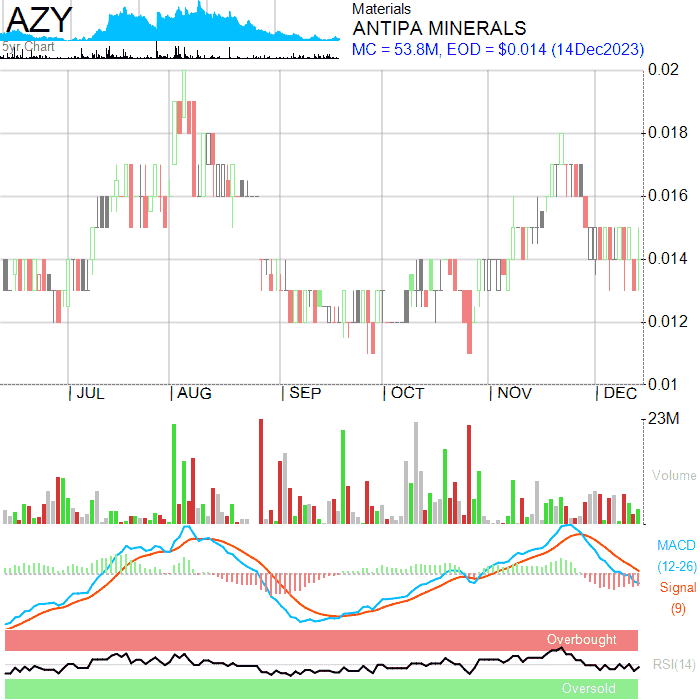 AZY
5yr Chart
Materials
ANTIPA MINERALS
MC = 53.8M, EOD = $0.014 (14Dec2023)
0.02
0.018
0.016
0.014
0.012
0.01
JUL AUG SEP OCT NOV DEC
23M
Volume
MACD
(12-26)
Signal
(9)
Overbought
RSI(14)
Oversold